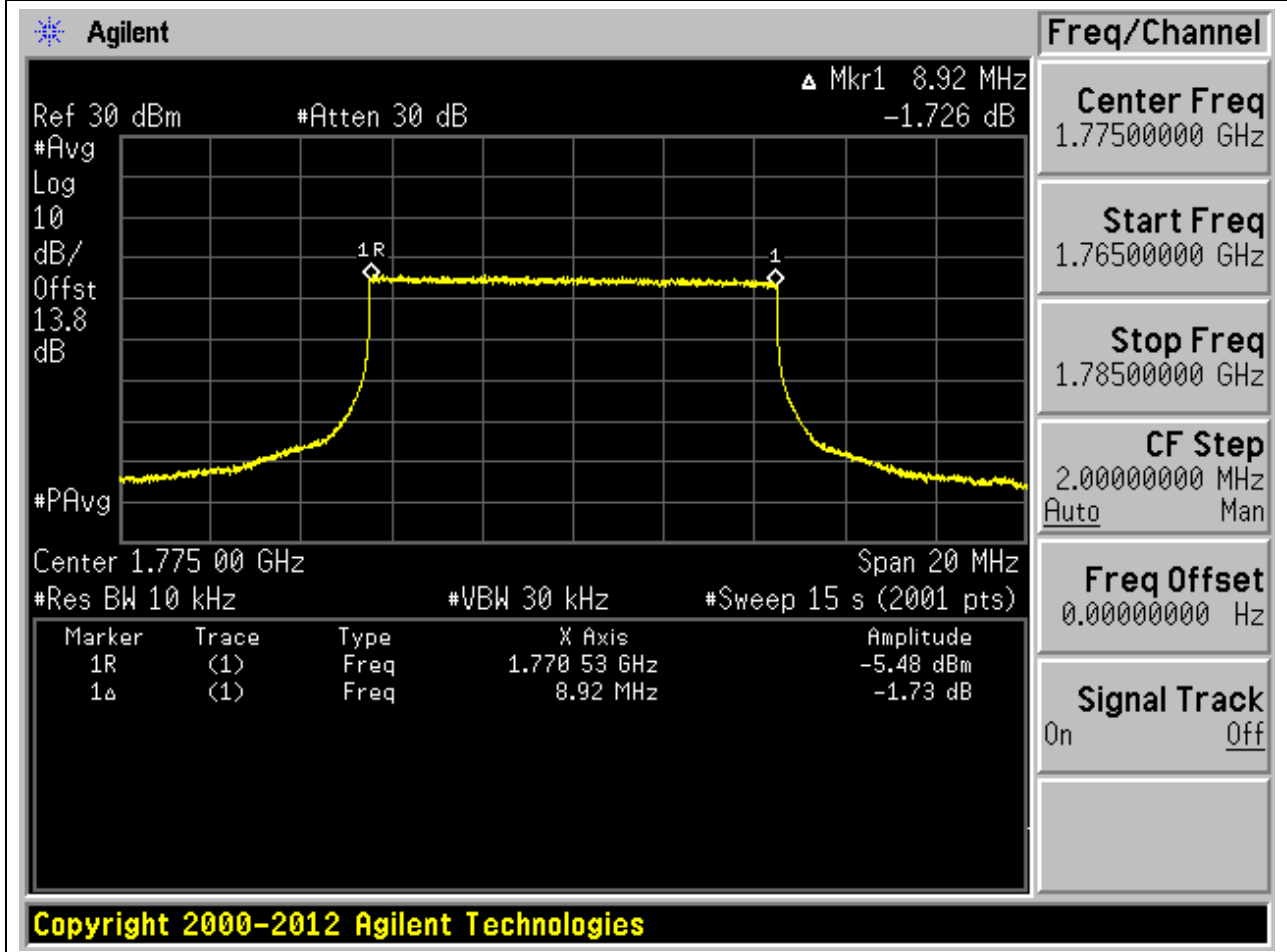 Agilent
Freq/Channel
▵ Mkr1 8.92 MHz
Ref 30 dBm #Atten 30 dB -1.726 dB
#Avg
Log
10
dB/
Offst
13.8
dB
1R
1
#PAvg
Center 1.775 00 GHz Span 20 MHz
#Res BW 10 kHz #VBW 30 kHz #Sweep 15 s (2001 pts)
Marker Trace Type X Axis Amplitude
1R (1) Freq 1.770 53 GHz -5.48 dBm
1▵ (1) Freq 8.92 MHz -1.73 dB
Center Freq
1.77500000 GHz
Start Freq
1.76500000 GHz
Stop Freq
1.78500000 GHz
CF Step
2.00000000 MHz
Auto Man
Freq Offset
0.00000000 Hz
Signal Track
On Off
Copyright 2000-2012 Agilent Technologies